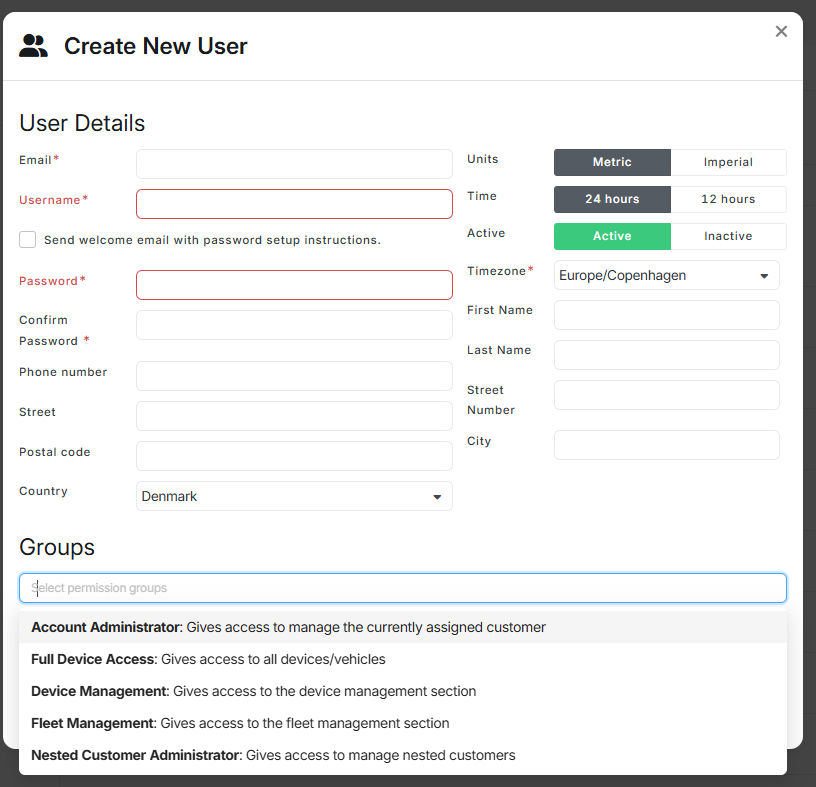 Create New User
User Details
Email*
Username*
Send welcome email with password setup instructions.
Password*
Confirm
Password *
Phone number
Street
Postal code
Country
Denmark
Units
Metric
Imperial
Time
24 hours
12 hours
Active
Active
Inactive
Timezone*
Europe/Copenhagen
First Name
Last Name
Street
Number
City
Groups
Select permission groups
Account Administrator: Gives access to manage the currently assigned customer
Full Device Access: Gives access to all devices/vehicles
Device Management: Gives access to the device management section
Fleet Management: Gives access to the fleet management section
Nested Customer Administrator: Gives access to manage nested customers